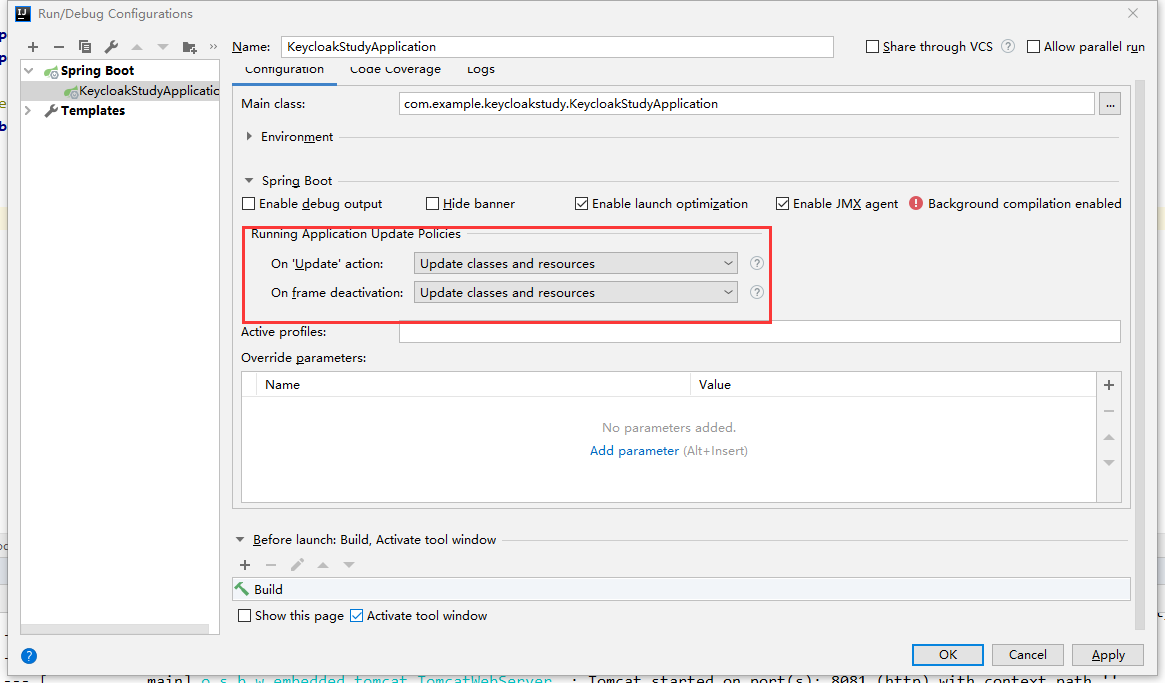 Run/Debug Configurations
Name: KeycloakStudyApplication
Share through VCS
Allow parallel run
Spring Boot
KeycloakStudyApplicatio
Templates
Configuration Code Coverage Logs
Main class: com.example.keycloakstudy.KeycloakStudyApplication ...
Environment
Spring Boot
Enable debug output Hide banner Enable launch optimization Enable JMX agent Background compilation enabled
Running Application Update Policies
On 'Update' action: Update classes and resources
On frame deactivation: Update classes and resources
Active profiles:
Override parameters:
Name Value
No parameters added.
Add parameter (Alt+Insert)
Before launch: Build, Activate tool window
Build
Show this page Activate tool window
OK Cancel Apply
--- [ main] o.s.b.w.embedded.tomcat.TomcatWebServer : Tomcat started on port(s): 8081 (http) with context path ''